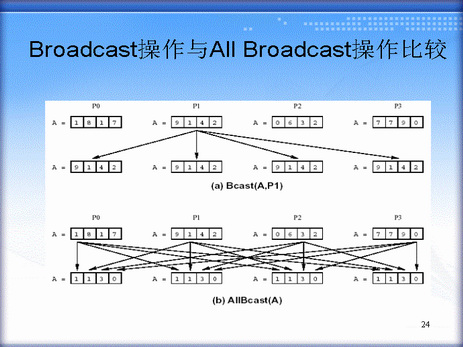 Broadcast操作与All Broadcast操作比较
P0 P1 P2 P3
A = 1 8 1 7 A = 9 1 4 2 A = 0 6 3 2 A = 7 7 9 0
A = 9 1 4 2 A = 9 1 4 2 A = 9 1 4 2 A = 9 1 4 2
(a) Bcast(A,P1)
P0 P1 P2 P3
A = 1 8 1 7 A = 9 1 4 2 A = 0 6 3 2 A = 7 7 9 0
A = 1 1 3 0 A = 1 1 3 0 A = 1 1 3 0 A = 1 1 3 0
(b) AllBcast(A)
24